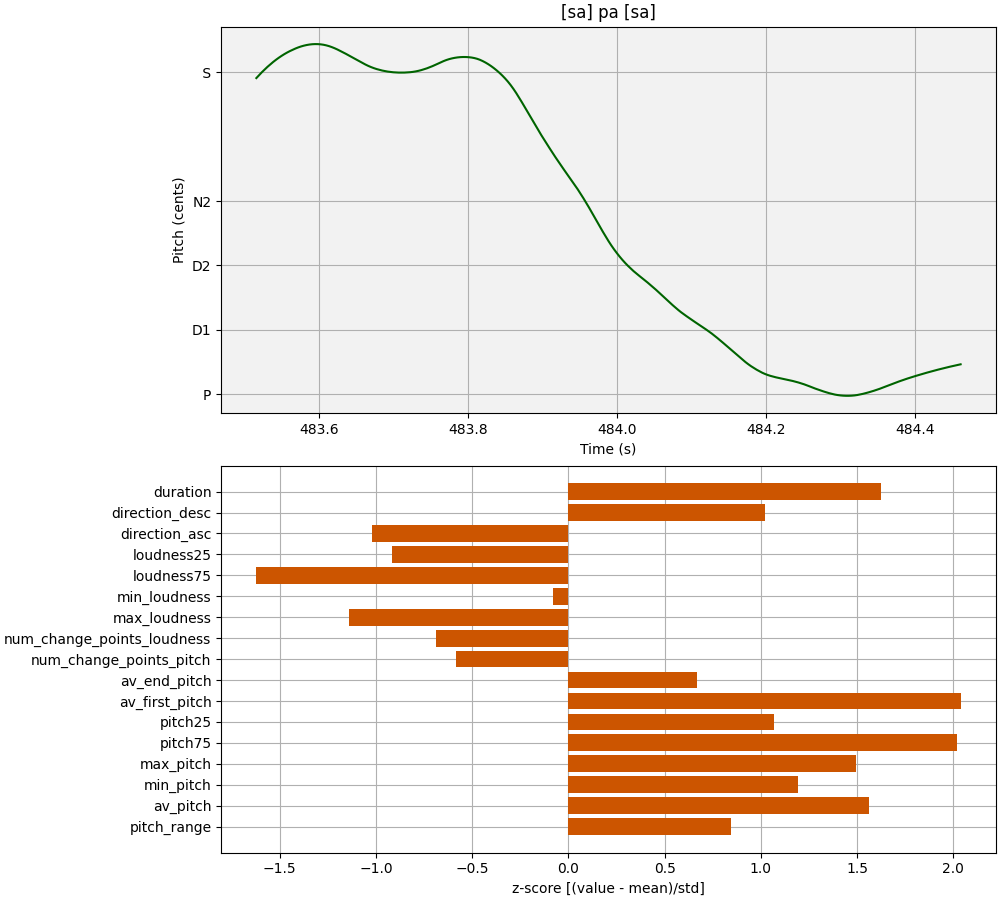 [sa] pa [sa]
Pitch (cents)
S
N2
D2
D1
P
483.6 483.8 484.0 484.2 484.4
Time (s)
duration
direction_desc
direction_asc
loudness25
loudness75
min_loudness
max_loudness
num_change_points_loudness
num_change_points_pitch
av_end_pitch
av_first_pitch
pitch25
pitch75
max_pitch
min_pitch
av_pitch
pitch_range
−1.5 −1.0 −0.5 0.0 0.5 1.0 1.5 2.0
z-score [(value - mean)/std]